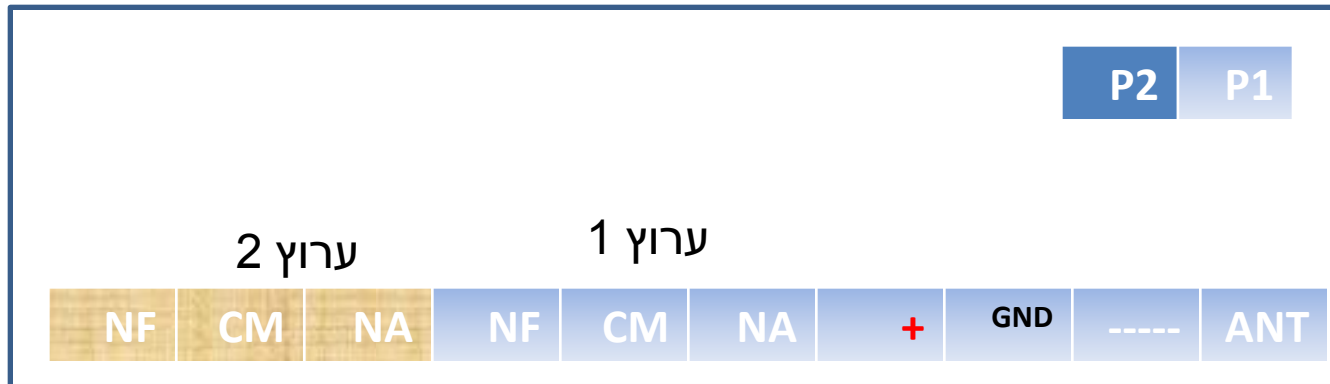 P2 P1
ערוץ 2 ערוץ 1
NF CM NA NF CM NA + GND ----- ANT